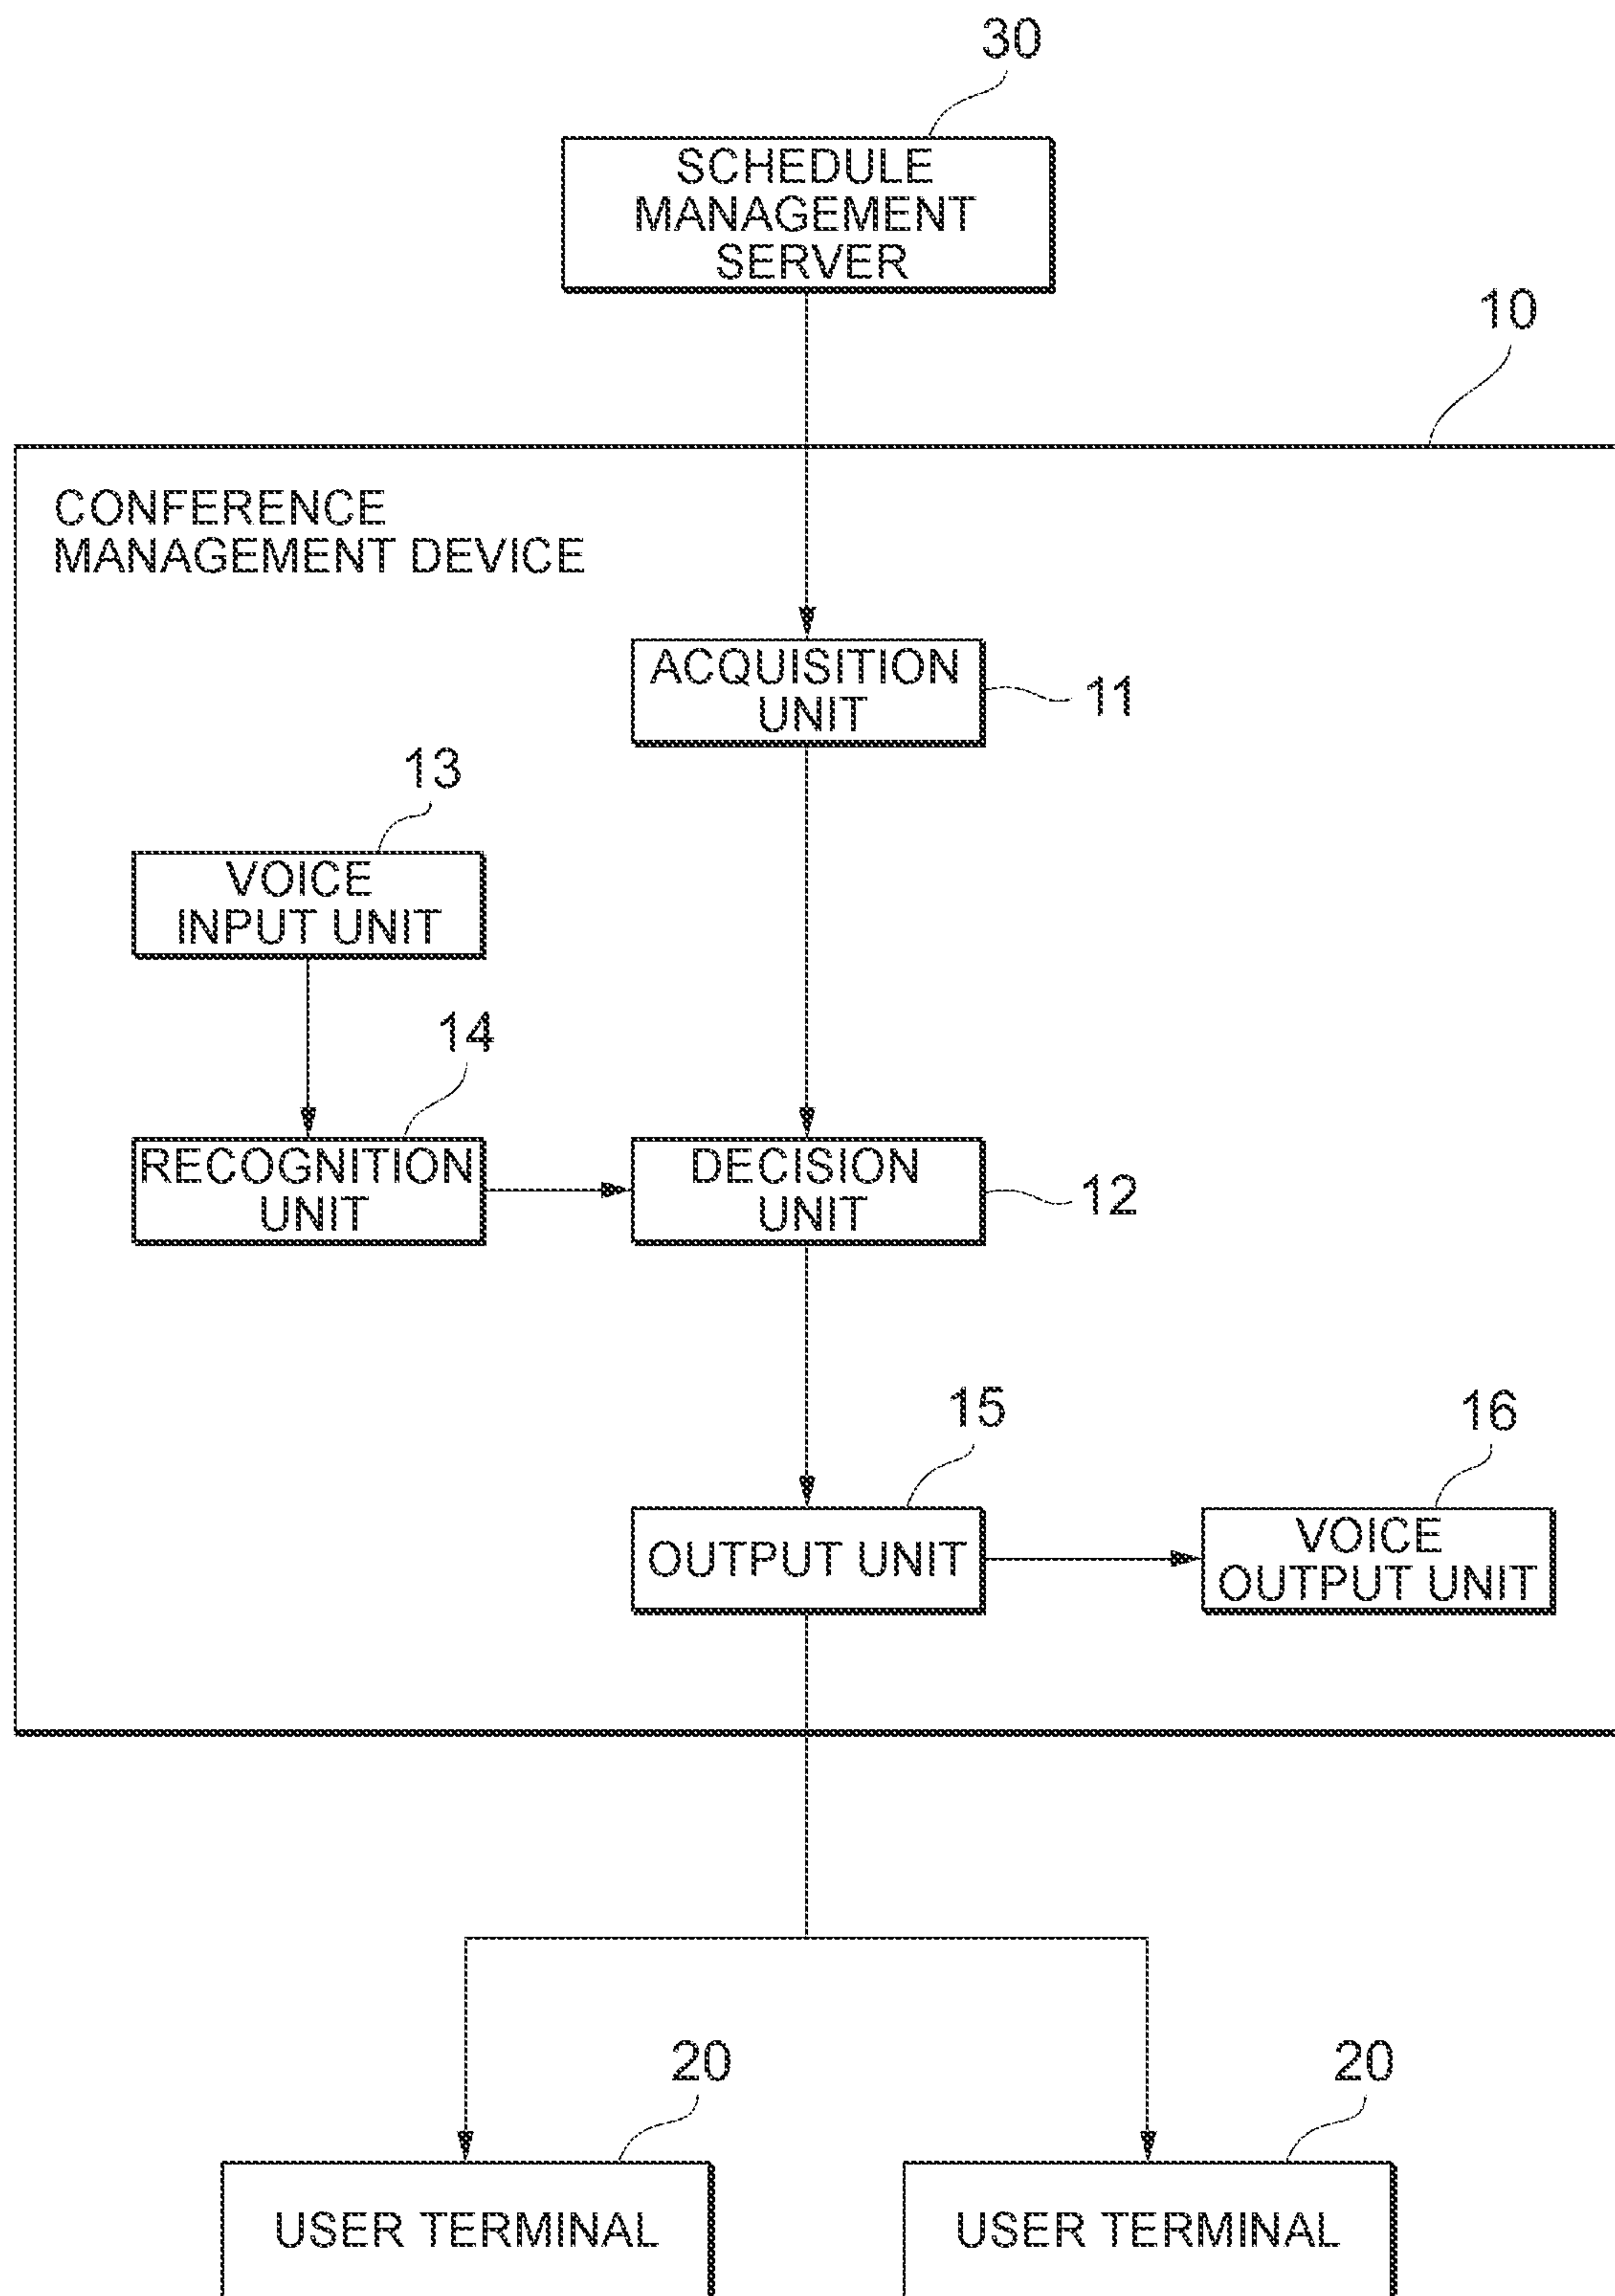 30
SCHEDULE
MANAGEMENT
SERVER
10
CONFERENCE
MANAGEMENT DEVICE
ACQUISITION
UNIT
11
13
VOICE
INPUT UNIT
14
RECOGNITION
UNIT
DECISION
UNIT
12
15
16
OUTPUT UNIT
VOICE
OUTPUT UNIT
20
20
USER TERMINAL
USER TERMINAL